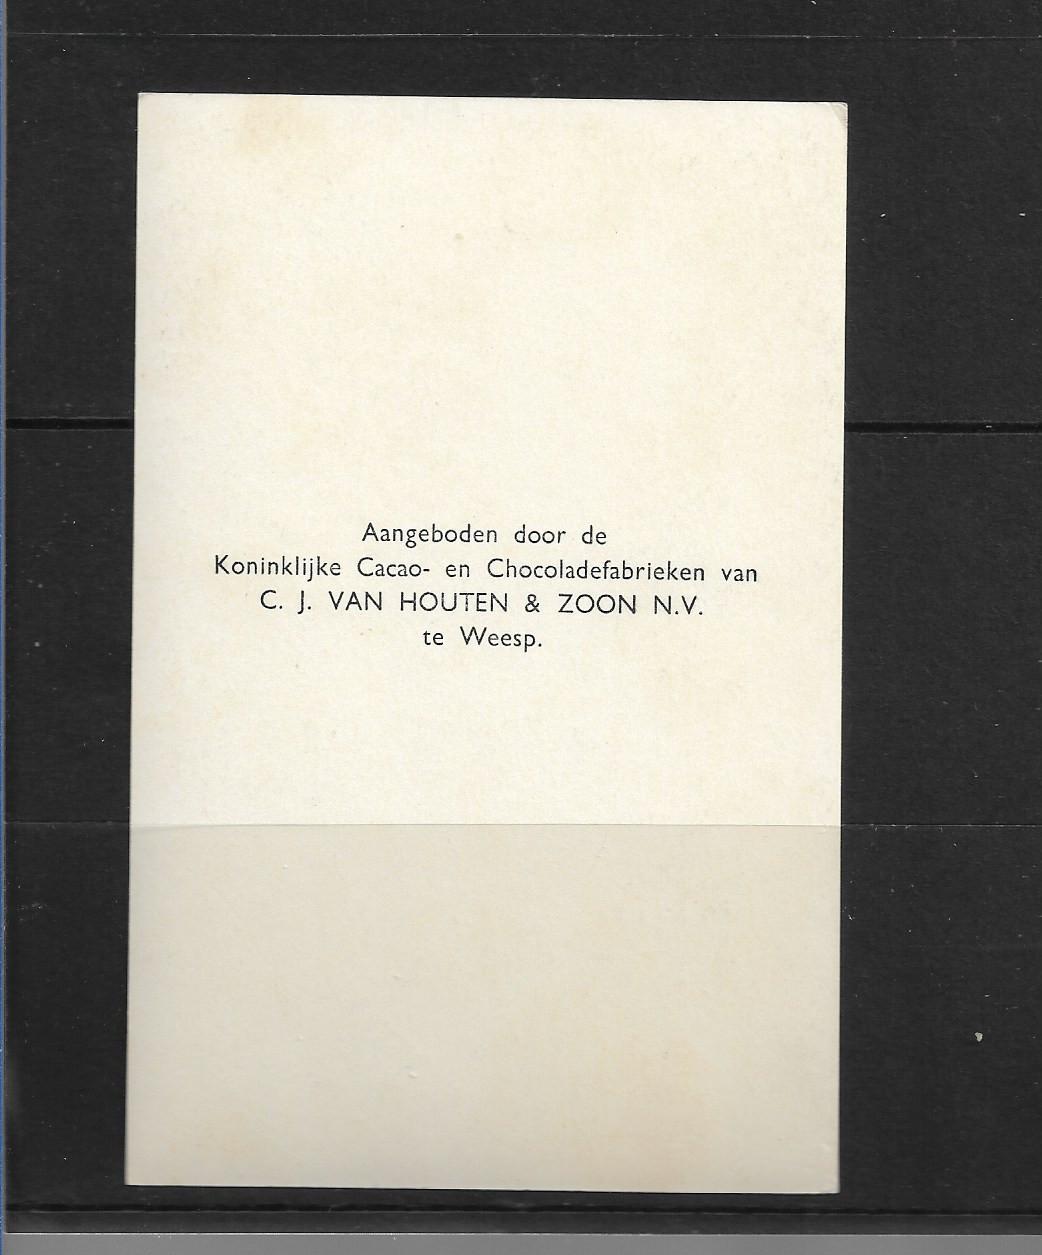 Aangeboden door de
Koninklijke Cacao- en Chocoladefabrieken van
C. J. VAN HOUTEN & ZOON N.V.
te Weesp.